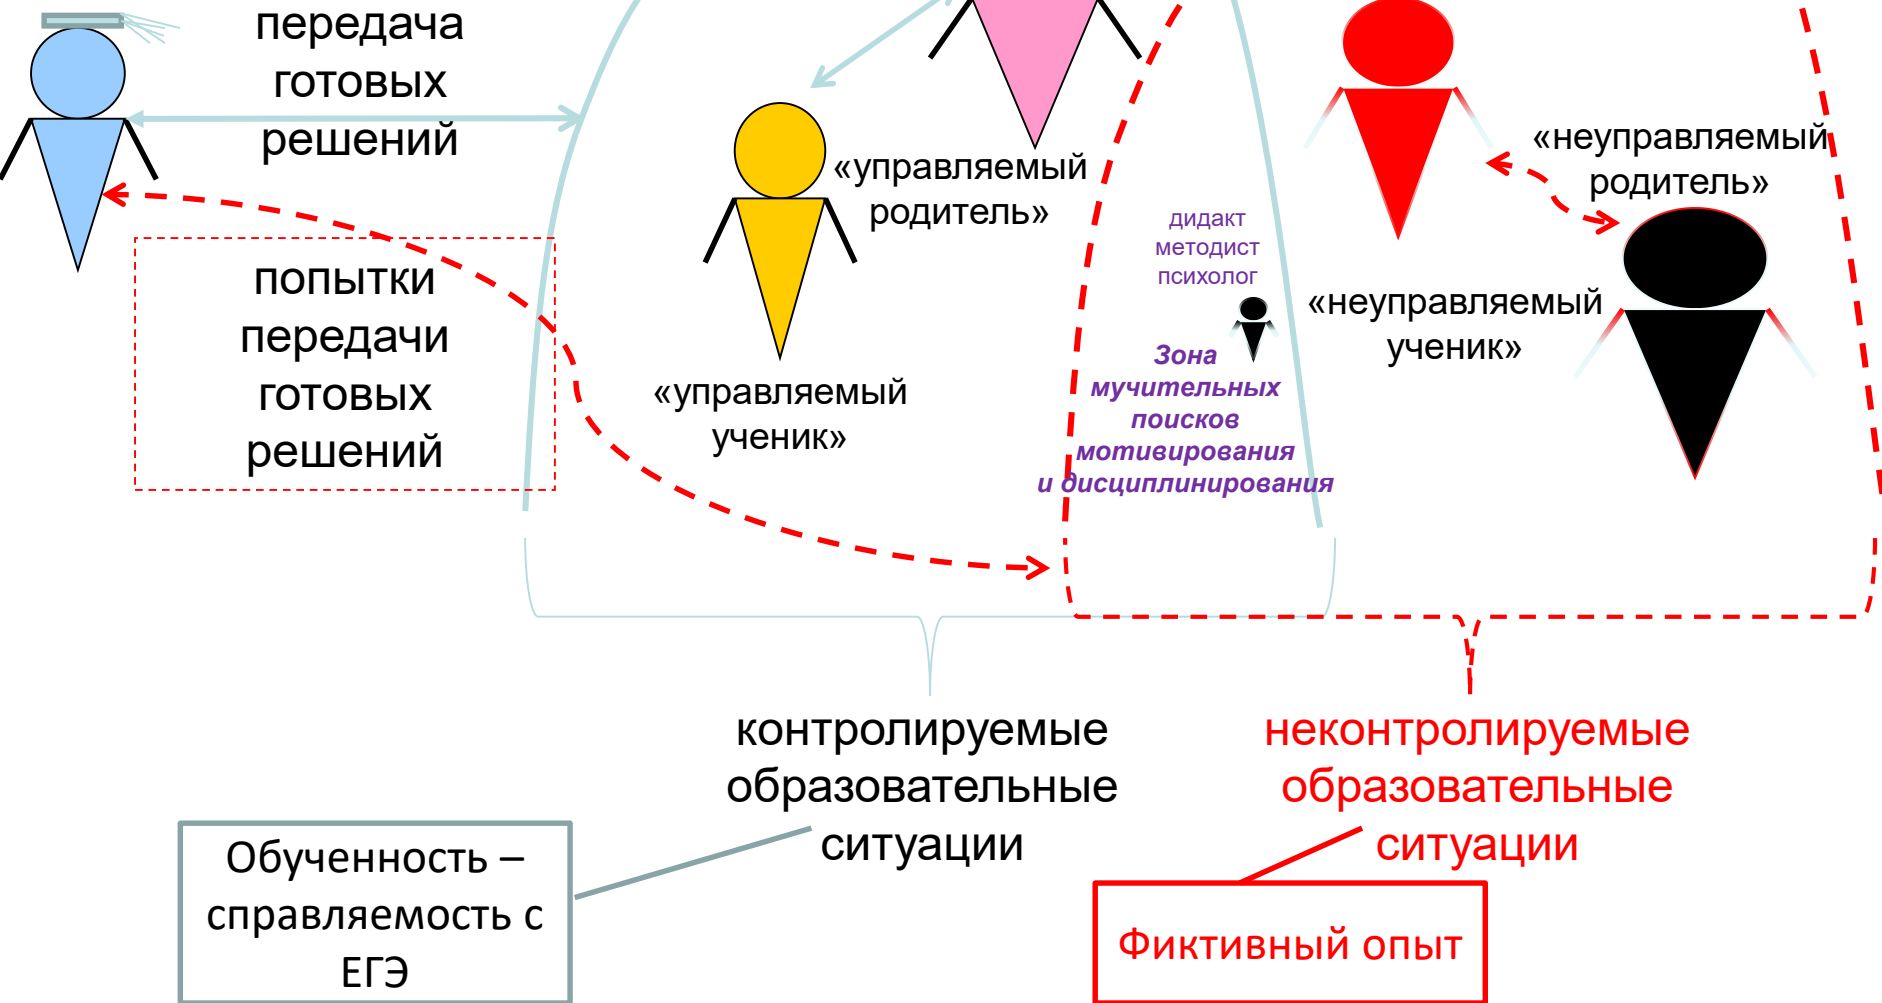 передача
готовых
решений
«управляемый
родитель»
«неуправляемый
родитель»
дидакт
методист
психолог
попытки
передачи
готовых
решений
«неуправляемый
ученик»
Зона
мучительных
поисков
мотивирования
и дисциплинирования
«управляемый
ученик»
контролируемые
образовательные
ситуации
неконтролируемые
образовательные
ситуации
Обученность –
справляемость с
ЕГЭ
Фиктивный опыт